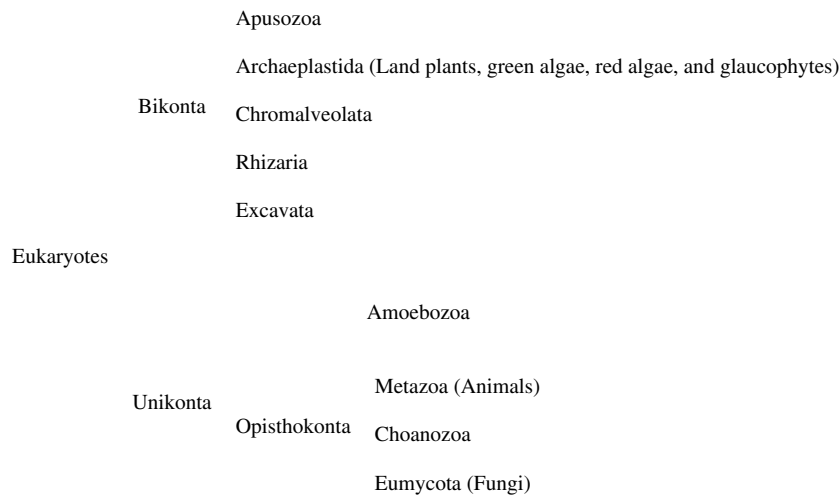 Apusozoa
Archaeplastida (Land plants, green algae, red algae, and glaucophytes)
Bikonta
Chromalveolata
Rhizaria
Excavata
Eukaryotes
Amoebozoa
Metazoa (Animals)
Unikonta
Opisthokonta
Choanozoa
Eumycota (Fungi)